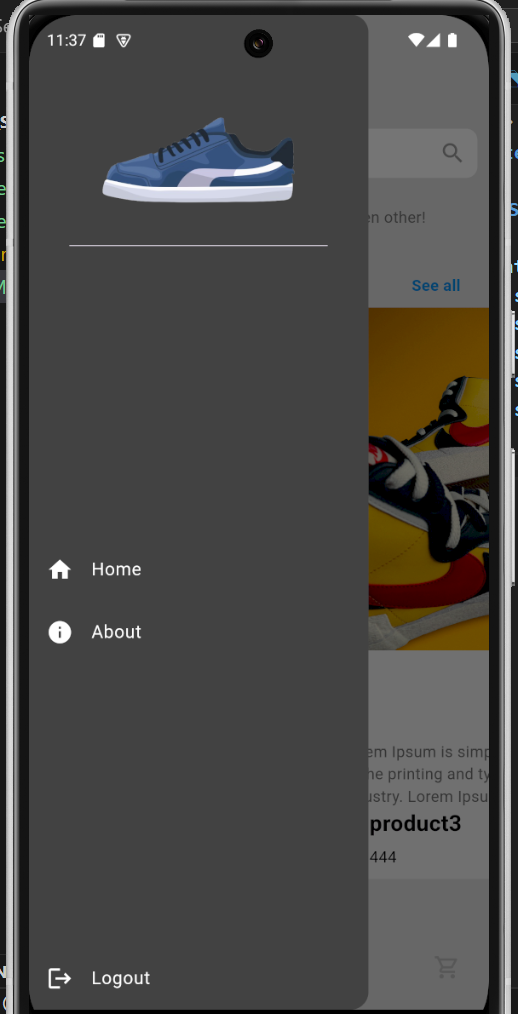 11:37
en other!
See all
Home
About
em Ipsum is simp
he printing and ty
ustry. Lorem Ipsu
product3
444
Logout